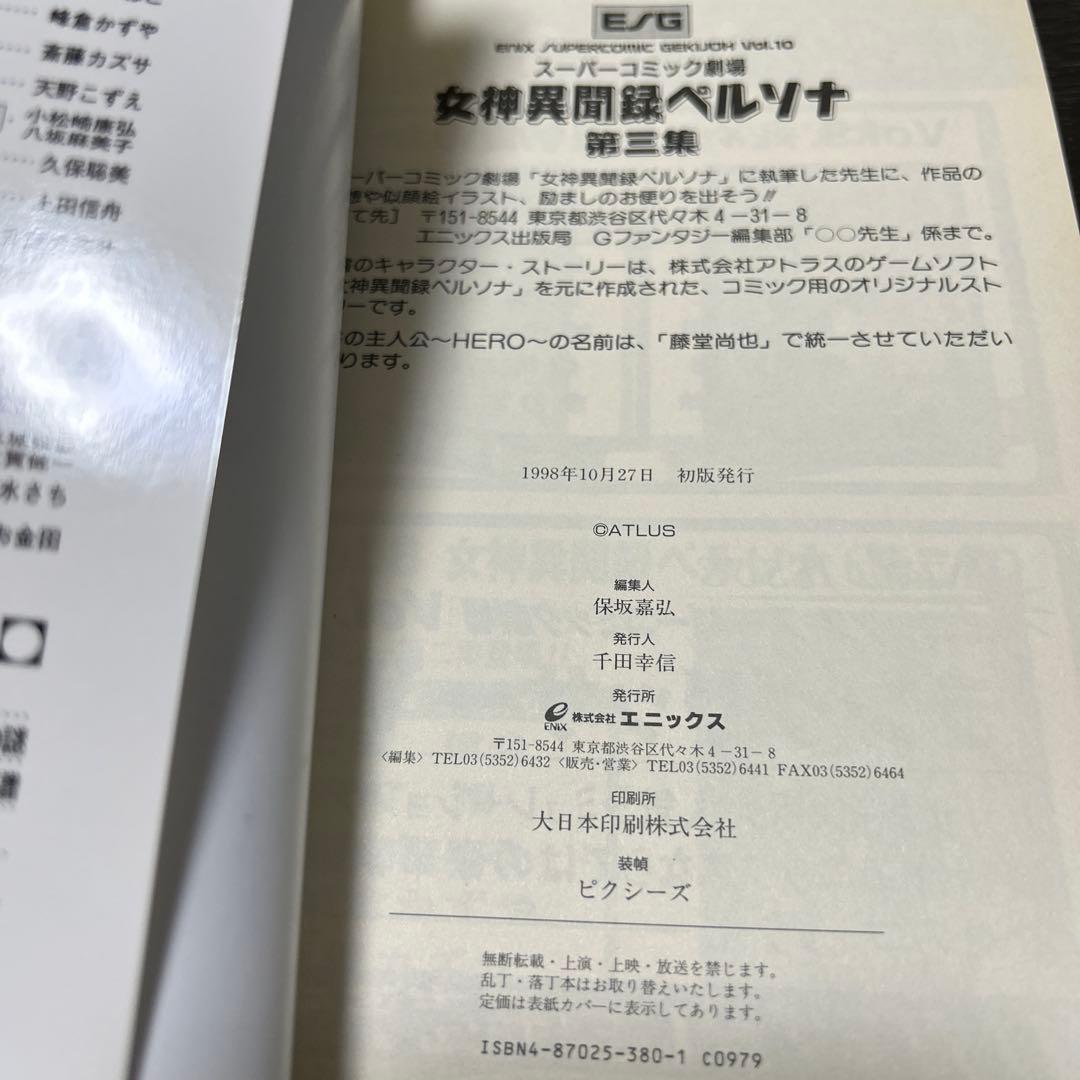 峰倉かずや
斎藤カズサ
天野こずえ
小松崎康弘
八坂麻美子
久保聡美
土田信舟
水さち
金田
謎
ESG
ENIX SUPERCOMIC GEKIJOH Vol.10
スーパーコミック劇場
女神異聞録ペルソナ
第三集
ーパーコミック劇場「女神異聞録ペルソナ」に執筆した先生に、作品の
想や似顔絵イラスト、励ましのお便りを出そう!!
て先］ 〒151-8544 東京都渋谷区代々木4－31－8
エニックス出版局 Gファンタジー編集部「○○先生」係まで。
書のキャラクター・ストーリーは、株式会社アトラスのゲームソフト
女神異聞録ペルソナ」を元に作成された、コミック用のオリジナルスト
リーです。
の主人公～HERO～の名前は、「藤堂尚也」で統一させていただい
ります。
1998年10月27日 初版発行
©ATLUS
編集人
保坂嘉弘
発行人
千田幸信
発行所
ENIX 株式会社エニックス
〒151-8544 東京都渋谷区代々木4－31－8
〈編集〉TEL03(5352)6432〈販売・営業〉TEL03(5352)6441 FAX03(5352)6464
印刷所
大日本印刷株式会社
装幀
ピクシーズ
無断転載・上演・上映・放送を禁じます。
乱丁・落丁本はお取り替えいたします。
定価は表紙カバーに表示してあります。
ISBN4-87025-380-1 C0979